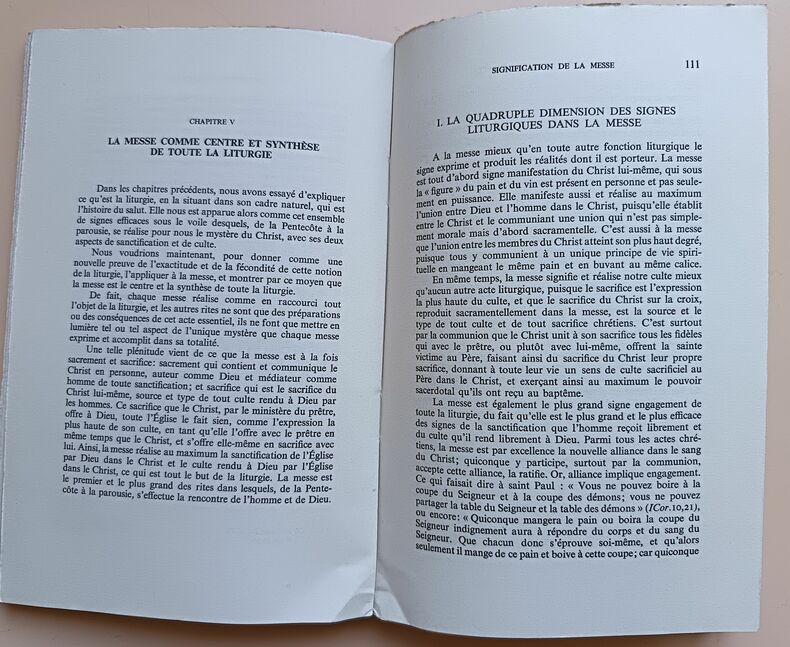 CHAPITRE V
LA MESSE COMME CENTRE ET SYNTHÈSE
DE TOUTE LA LITURGIE
Dans les chapitres précédents, nous avons essayé d'expliquer
ce qu'est la liturgie, en la situant dans son cadre naturel, qui est
l'histoire du salut. Elle nous est apparue alors comme cet ensemble
de signes efficaces sous le voile desquels, de la Pentecôte à la
parousie, se réalise pour nous le mystère du Christ, avec ses deux
aspects de sanctification et de culte.
Nous voudrions maintenant, pour donner comme une
nouvelle preuve de l'exactitude et de la fécondité de cette notion
de la liturgie, l'appliquer à la messe, et montrer par ce moyen que
la messe est le centre et la synthèse de toute la liturgie.
De fait, chaque messe réalise comme en raccourci tout
l'objet de la liturgie, et les autres rites ne sont que des préparations
ou des conséquences de cet acte essentiel, ils ne font que mettre en
lumière tel ou tel aspect de l'unique mystère que chaque messe
exprime et accomplit dans sa totalité.
Une telle plénitude vient de ce que la messe est à la fois
sacrement et sacrifice: sacrement qui contient et communique le
Christ en personne, auteur comme Dieu et médiateur comme
homme de toute sanctification; et sacrifice qui est le sacrifice du
Christ lui-même, source et type de tout culte rendu à Dieu par
les hommes. Ce sacrifice que le Christ, par le ministère du prêtre,
offre à Dieu, toute l'Église le fait sien, comme l'expression la
plus haute de son culte, en tant qu'elle l'offre avec le prêtre en
même temps que le Christ, et s'offre elle-même en sacrifice avec
lui. Ainsi, la messe réalise au maximum la sanctification de l'Église
par Dieu dans le Christ et le culte rendu à Dieu par l'Église
dans le Christ, ce qui est tout le but de la liturgie. La messe est
le premier et le plus grand des rites dans lesquels, de la Pente-
côte à la parousie, s'effectue la rencontre de l'homme et de Dieu.
SIGNIFICATION DE LA MESSE 111
I. LA QUADRUPLE DIMENSION DES SIGNES
LITURGIQUES DANS LA MESSE
A la messe mieux qu'en toute autre fonction liturgique le
signe exprime et produit les réalités dont il est porteur. La messe
est tout d'abord signe manifestation du Christ lui-même, qui sous
la « figure » du pain et du vin est présent en personne et pas seule-
ment en puissance. Elle manifeste aussi et réalise au maximum
l'union entre Dieu et l'homme dans le Christ, puisqu'elle établit
entre le Christ et le communiant une union qui n'est pas simple-
ment morale mais d'abord sacramentelle. C'est aussi à la messe
que l'union entre les membres du Christ atteint son plus haut degré,
puisque tous y communient à un unique principe de vie spiri-
tuelle en mangeant le même pain et en buvant au même calice.
En même temps, la messe signifie et réalise notre culte mieux
qu'aucun autre acte liturgique, puisque le sacrifice est l'expression
la plus haute du culte, et que le sacrifice du Christ sur la croix,
reproduit sacramentellement dans la messe, est la source et le
type de tout culte et de tout sacrifice chrétiens. C'est surtout
par la communion que le Christ unit à son sacrifice tous les fidèles
qui avec le prêtre, ou plutôt avec lui-même, offrent la sainte
victime au Père, faisant ainsi du sacrifice du Christ leur propre
sacrifice, donnant à toute leur vie un sens de culte sacrificiel au
Père dans le Christ, et exerçant ainsi au maximum le pouvoir
sacerdotal qu'ils ont reçu au baptême.
La messe est également le plus grand signe engagement de
toute la liturgie, du fait qu'elle est le plus grand et le plus efficace
des signes de la sanctification que l'homme reçoit librement et
du culte qu'il rend librement à Dieu. Parmi tous les actes chré-
tiens, la messe est par excellence la nouvelle alliance dans le sang
du Christ; quiconque y participe, surtout par la communion,
accepte cette alliance, la ratifie. Or, alliance implique engagement.
Ce qui faisait dire à saint Paul : « Vous ne pouvez boire à la
coupe du Seigneur et à la coupe des démons; vous ne pouvez
partager la table du Seigneur et la table des démons » (ICor.10,21),
ou encore: « Quiconque mangera le pain ou boira la coupe du
Seigneur indignement aura à répondre du corps et du sang du
Seigneur. Que chacun donc s'éprouve soi-même, et qu'alors
seulement il mange de ce pain et boive à cette coupe; car quiconque